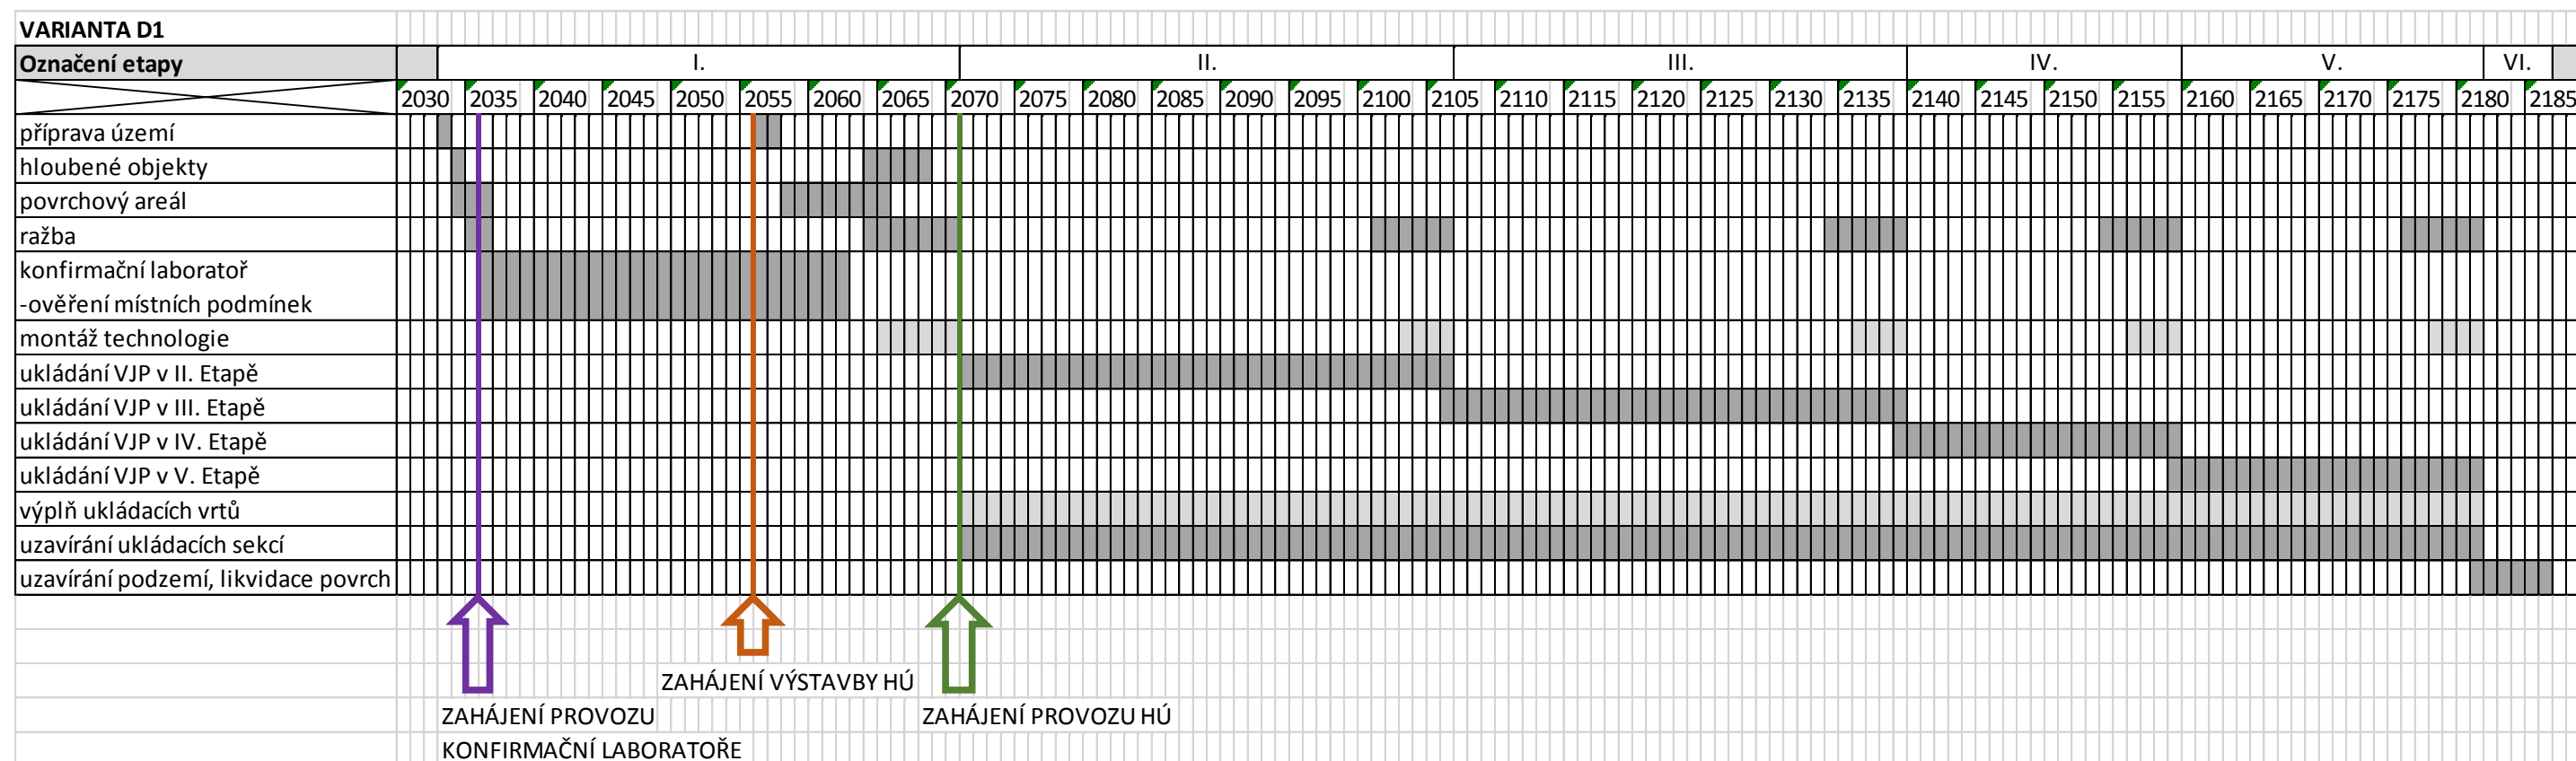 VARIANTA D1
Označení etapy I. II. III. IV. V. VI.
2030 2035 2040 2045 2050 2055 2060 2065 2070 2075 2080 2085 2090 2095 2100 2105 2110 2115 2120 2125 2130 2135 2140 2145 2150 2155 2160 2165 2170 2175 2180 2185
příprava území
hloubené objekty
povrchový areál
ražba
konfirmační laboratoř
-ověření místních podmínek
montáž technologie
ukládání VJP v II. Etapě
ukládání VJP v III. Etapě
ukládání VJP v IV. Etapě
ukládání VJP v V. Etapě
výplň ukládacích vrtů
uzavírání ukládacích sekcí
uzavírání podzemí, likvidace povrch
ZAHÁJENÍ VÝSTAVBY HÚ
ZAHÁJENÍ PROVOZU ZAHÁJENÍ PROVOZU HÚ
KONFIRMAČNÍ LABORATOŘE